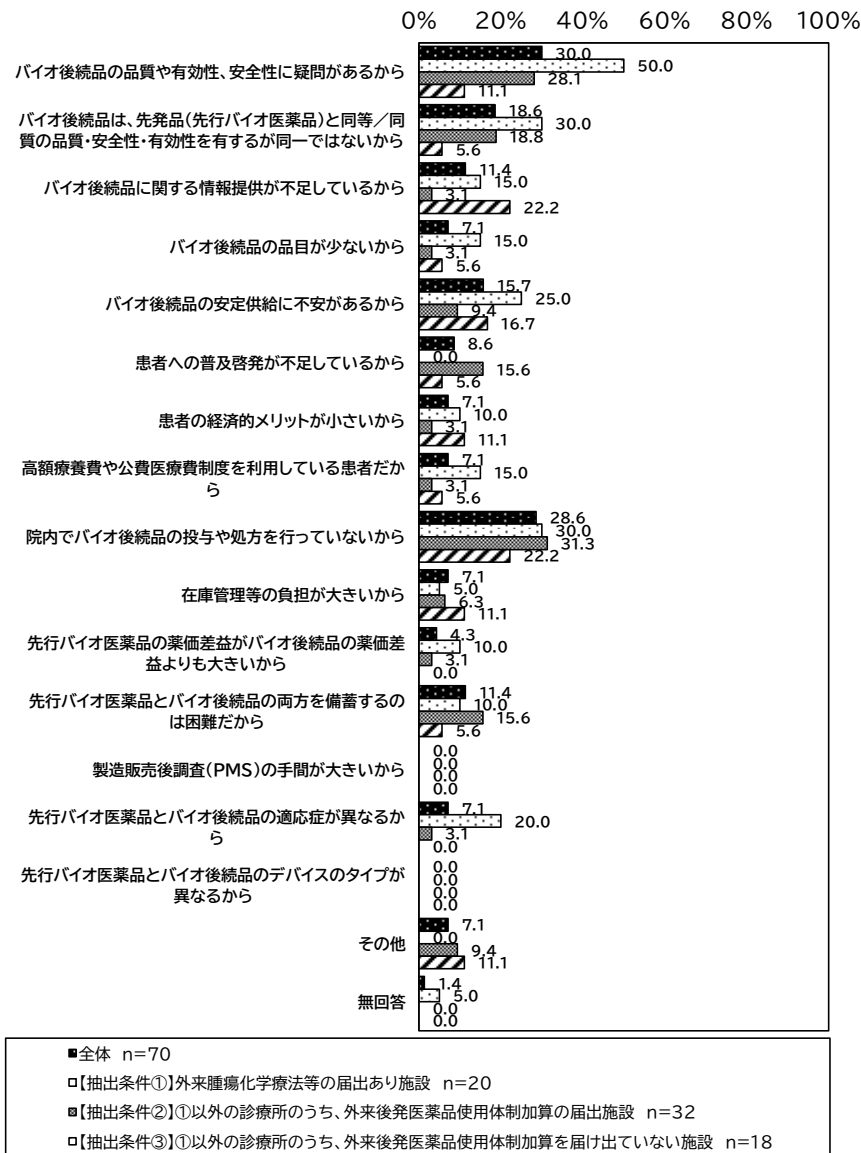 0% 20% 40% 60% 80% 100%
バイオ後続品の品質や有効性、安全性に疑問があるから
30.0
50.0
28.1
11.1
バイオ後続品は、先発品(先行バイオ医薬品)と同等/同
質の品質・安全性・有効性を有するが同一ではないから
18.6
30.0
18.8
5.6
バイオ後続品に関する情報提供が不足しているから
11.4
15.0
3.1
22.2
バイオ後続品の品目が少ないから
7.1
15.0
3.1
5.6
バイオ後続品の安定供給に不安があるから
15.7
25.0
9.4
16.7
患者への普及啓発が不足しているから
8.6
0.0
15.6
5.6
患者の経済的メリットが小さいから
7.1
10.0
3.1
11.1
高額療養費や公費医療費制度を利用している患者だか
ら
7.1
15.0
3.1
5.6
院内でバイオ後続品の投与や処方を行っていないから
28.6
30.0
31.3
22.2
在庫管理等の負担が大きいから
7.1
5.0
6.3
11.1
先行バイオ医薬品の薬価差益がバイオ後続品の薬価差
益よりも大きいから
4.3
10.0
3.1
0.0
先行バイオ医薬品とバイオ後続品の両方を備蓄するの
は困難だから
11.4
10.0
15.6
5.6
製造販売後調査(PMS)の手間が大きいから
0.0
0.0
0.0
0.0
先行バイオ医薬品とバイオ後続品の適応症が異なるか
ら
7.1
20.0
3.1
0.0
先行バイオ医薬品とバイオ後続品のデバイスのタイプが
異なるから
0.0
0.0
0.0
0.0
その他
7.1
0.0
9.4
11.1
無回答
1.4
5.0
0.0
0.0
全体 n=70
【抽出条件①】外来腫瘍化学療法等の届出あり施設 n=20
【抽出条件②】①以外の診療所のうち、外来後発医薬品使用体制加算の届出施設 n=32
【抽出条件③】①以外の診療所のうち、外来後発医薬品使用体制加算を届け出ていない施設 n=18